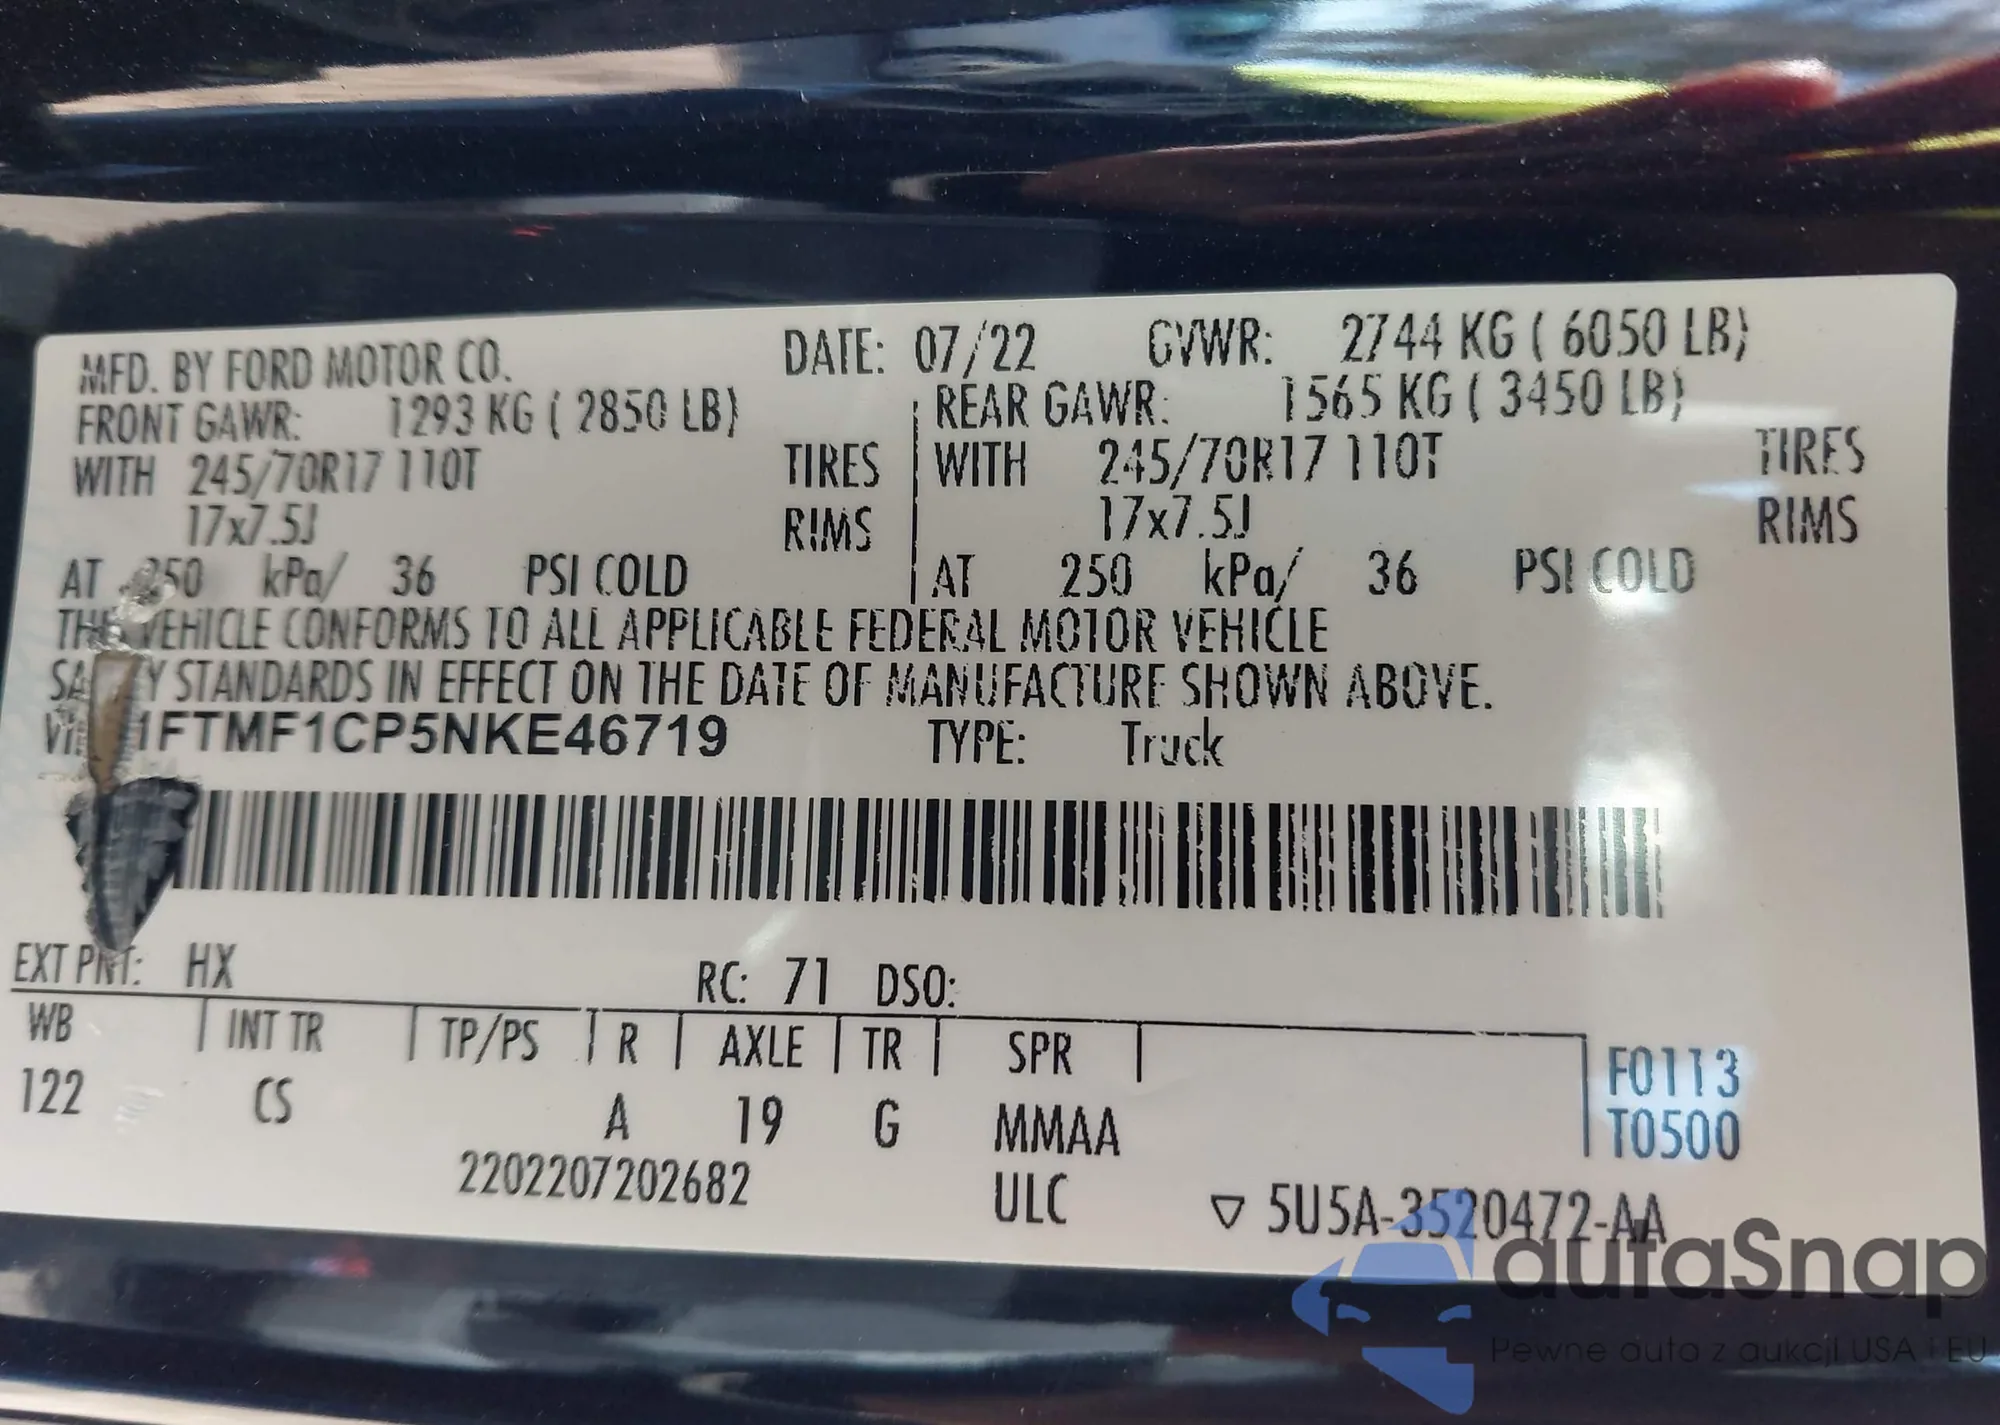 MFD. BY FORD MOTOR CO. DATE: 07/22 GVWR: 2744 KG ( 6050 LB)
FRONT GAWR: 1293 KG ( 2850 LB) REAR GAWR: 1565 KG ( 3450 LB)
WITH 245/70R17 110T TIRES WITH 245/70R17 110T TIRES
17x7.5J RIMS 17x7.5J RIMS
AT 250 kPa/ 36 PSI COLD AT 250 kPa/ 36 PSI COLD
THE VEHICLE CONFORMS TO ALL APPLICABLE FEDERAL MOTOR VEHICLE
SAFETY STANDARDS IN EFFECT ON THE DATE OF MANUFACTURE SHOWN ABOVE.
VIN: 1FTMF1CP5NKE46719 TYPE: Truck
EXT PNT: HX RC: 71 DSO:
WB INT TR TP/PS R AXLE TR SPR F0113
122 CS A 19 G MMAA T0500
2202207202682 ULC ▽ 5U5A-3520472-AA
autaSnap
Pewne auta z aukcji USA i EU